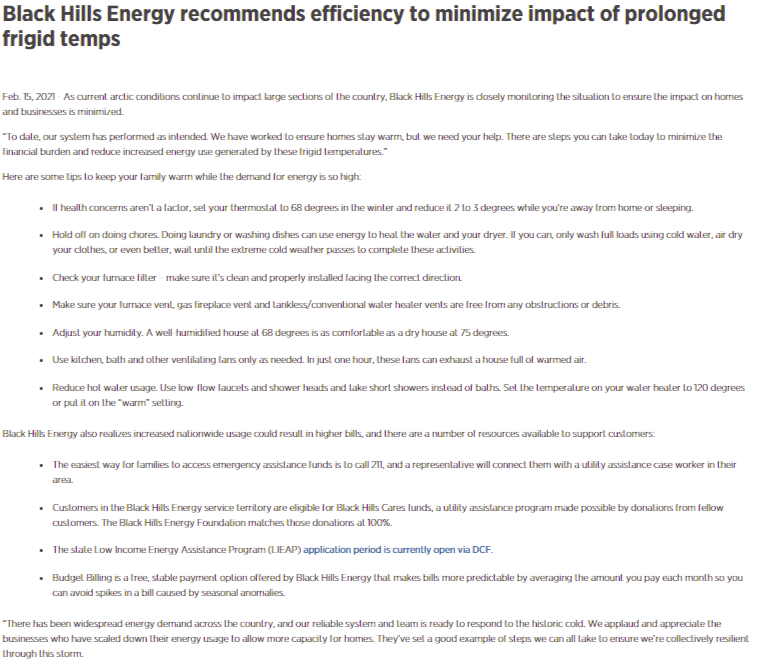 Black Hills Energy recommends efficiency to minimize impact of prolonged
frigid temps
Feb. 15, 2021 - As current arctic conditions continue to impact large sections of the country, Black Hills Energy is closely monitoring the situation to ensure the impact on homes
and businesses is minimized.
"To date, our system has performed as intended. We have worked to ensure homes stay warm, but we need your help. There are steps you can take today to minimize the
financial burden and reduce increased energy use generated by these frigid temperatures."
Here are some tips to keep your family warm while the demand for energy is so high:
• If health concerns aren't a factor, set your thermostat to 68 degrees in the winter and reduce it 2 to 3 degrees while you're away from home or sleeping.
• Hold off on doing chores. Doing laundry or washing dishes can use energy to heat the water and your dryer. If you can, only wash full loads using cold water, air dry
your clothes, or even better, wait until the extreme cold weather passes to complete these activities.
• Check your furnace filter - make sure it's clean and properly installed facing the correct direction.
• Make sure your furnace vent, gas fireplace vent and tankless/conventional water heater vents are free from any obstructions or debris.
• Adjust your humidity. A well-humidified house at 68 degrees is as comfortable as a dry house at 75 degrees.
• Use kitchen, bath and other ventilating fans only as needed. In just one hour, these fans can exhaust a house full of warmed air.
• Reduce hot water usage. Use low-flow faucets and shower heads and take short showers instead of baths. Set the temperature on your water heater to 120 degrees
or put it on the "warm" setting.
Black Hills Energy also realizes increased nationwide usage could result in higher bills, and there are a number of resources available to support customers:
• The easiest way for families to access emergency assistance funds is to call 211, and a representative will connect them with a utility assistance case worker in their
area.
• Customers in the Black Hills Energy service territory are eligible for Black Hills Cares funds, a utility assistance program made possible by donations from fellow
customers. The Black Hills Energy Foundation matches those donations at 100%.
• The state Low Income Energy Assistance Program (LIEAP) application period is currently open via DCF.
• Budget Billing is a free, stable payment option offered by Black Hills Energy that makes bills more predictable by averaging the amount you pay each month so you
can avoid spikes in a bill caused by seasonal anomalies.
"There has been widespread energy demand across the country, and our reliable system and team is ready to respond to the historic cold. We applaud and appreciate the
businesses who have scaled down their energy usage to allow more capacity for homes. They've set a good example of steps we can all take to ensure we're collectively resilient
through this storm.